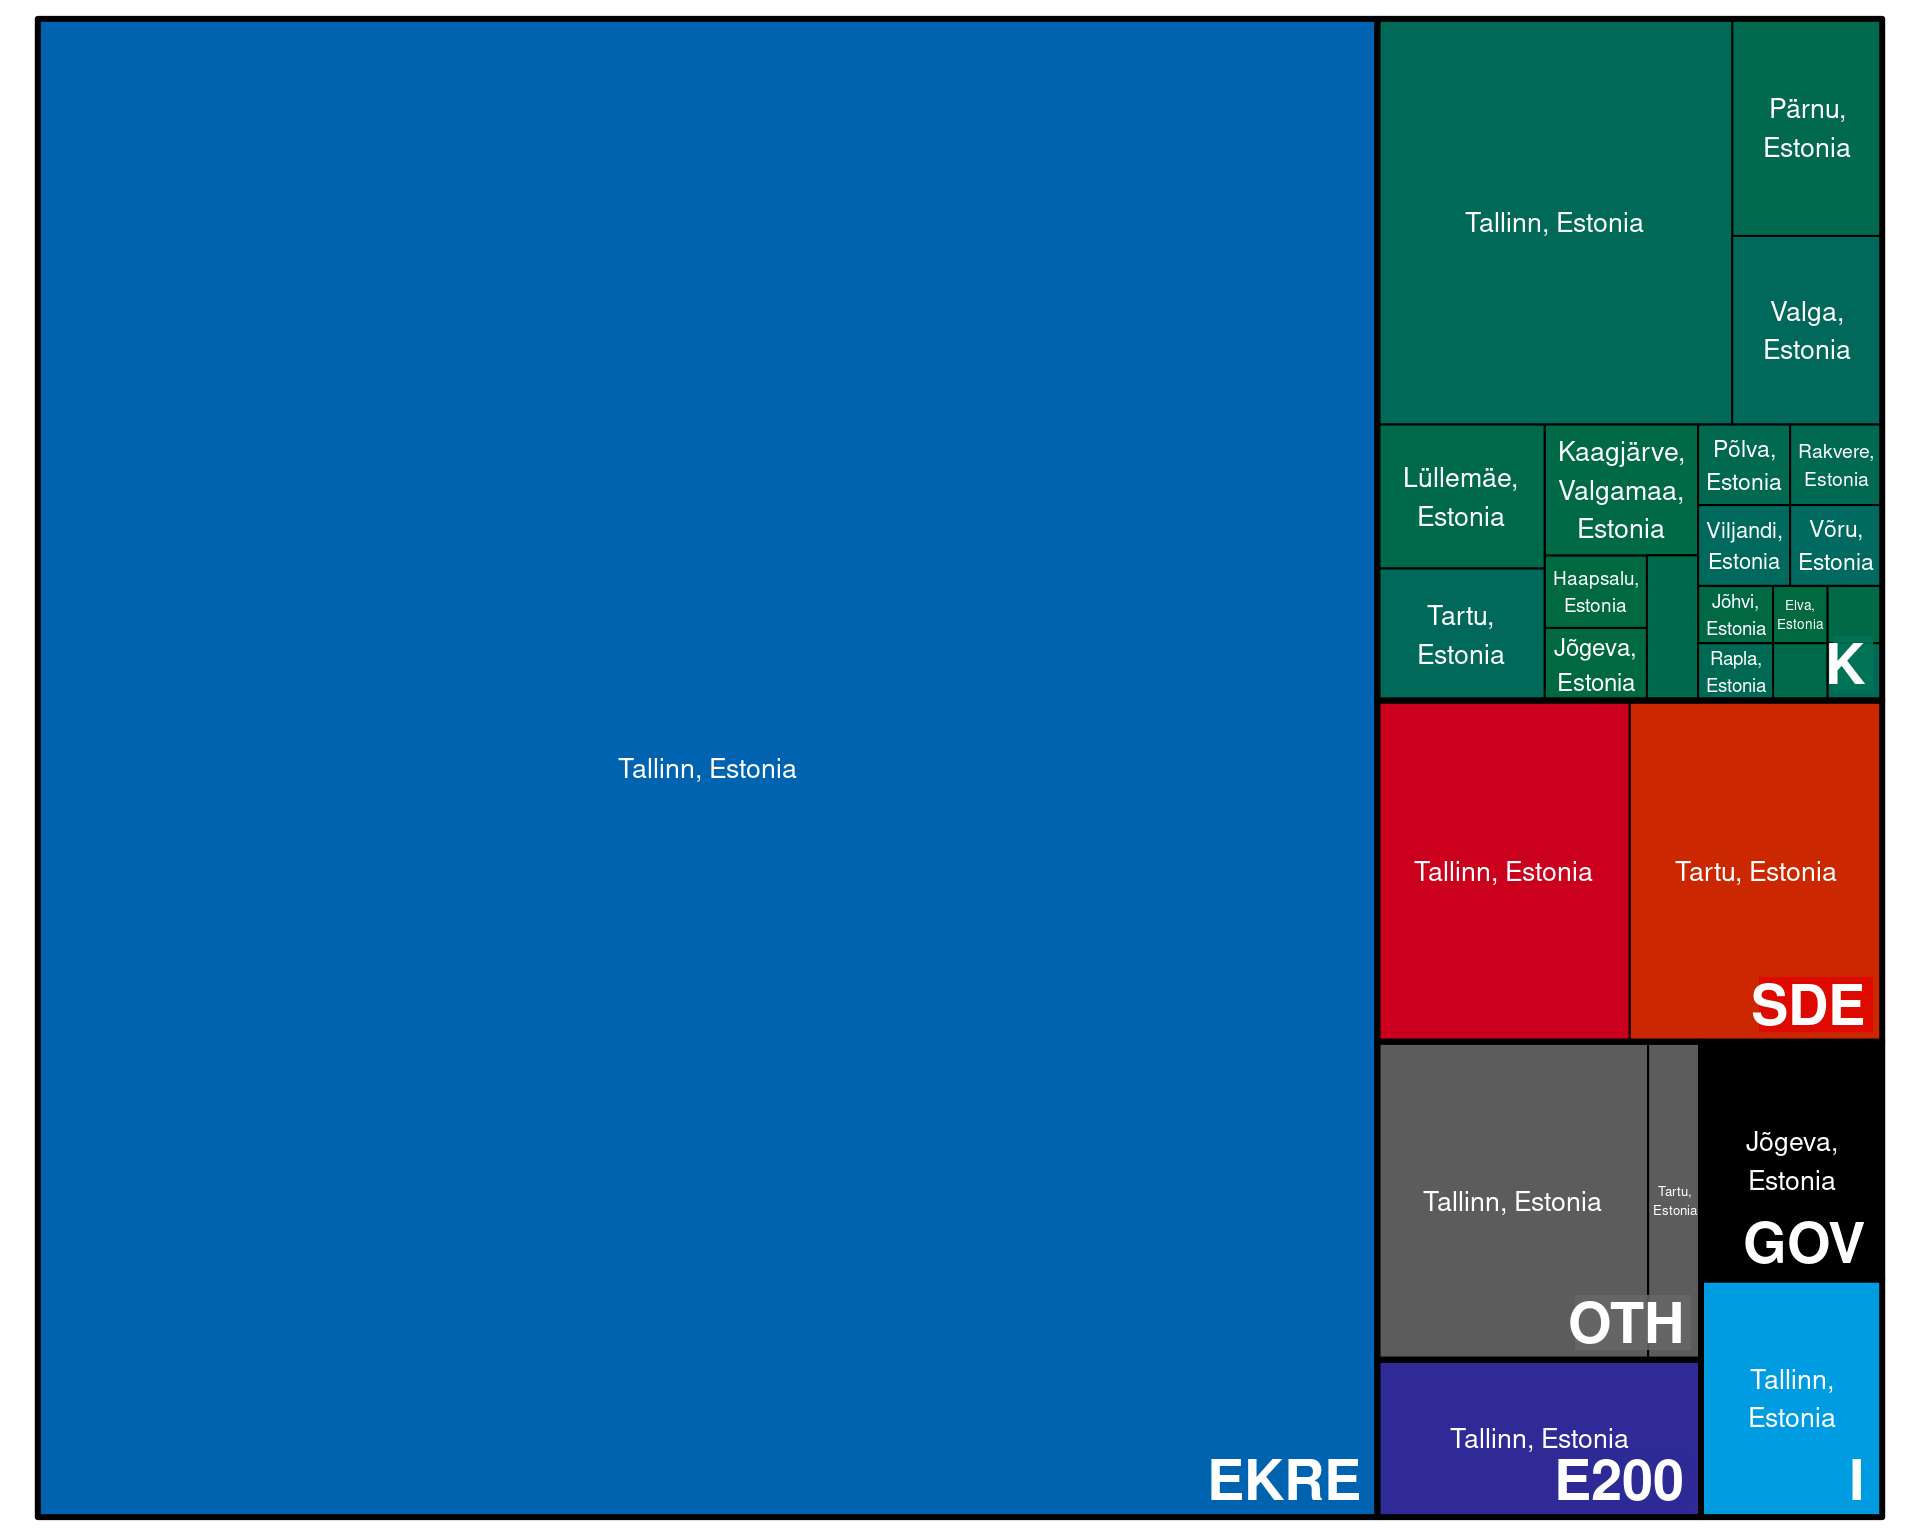 Tallinn, Estonia
EKRE
Tallinn, Estonia
Pärnu,
Estonia
Valga,
Estonia
Lüllemäe,
Estonia
Tartu,
Estonia
Kaagjärve,
Valgamaa,
Estonia
Haapsalu,
Estonia
Jõgeva,
Estonia
Põlva,
Estonia
Rakvere,
Estonia
Viljandi,
Estonia
Võru,
Estonia
Jõhvi,
Estonia
Elva,
Estonia
Rapla,
Estonia
K
Tallinn, Estonia
Tartu, Estonia
SDE
Tallinn, Estonia
Tartu,
Estonia
OTH
Jõgeva,
Estonia
GOV
Tallinn, Estonia
E200
Tallinn,
Estonia
I